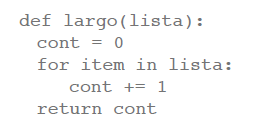 def largo(lista):
  cont = 0
  for item in lista:
     cont += 1
  return cont